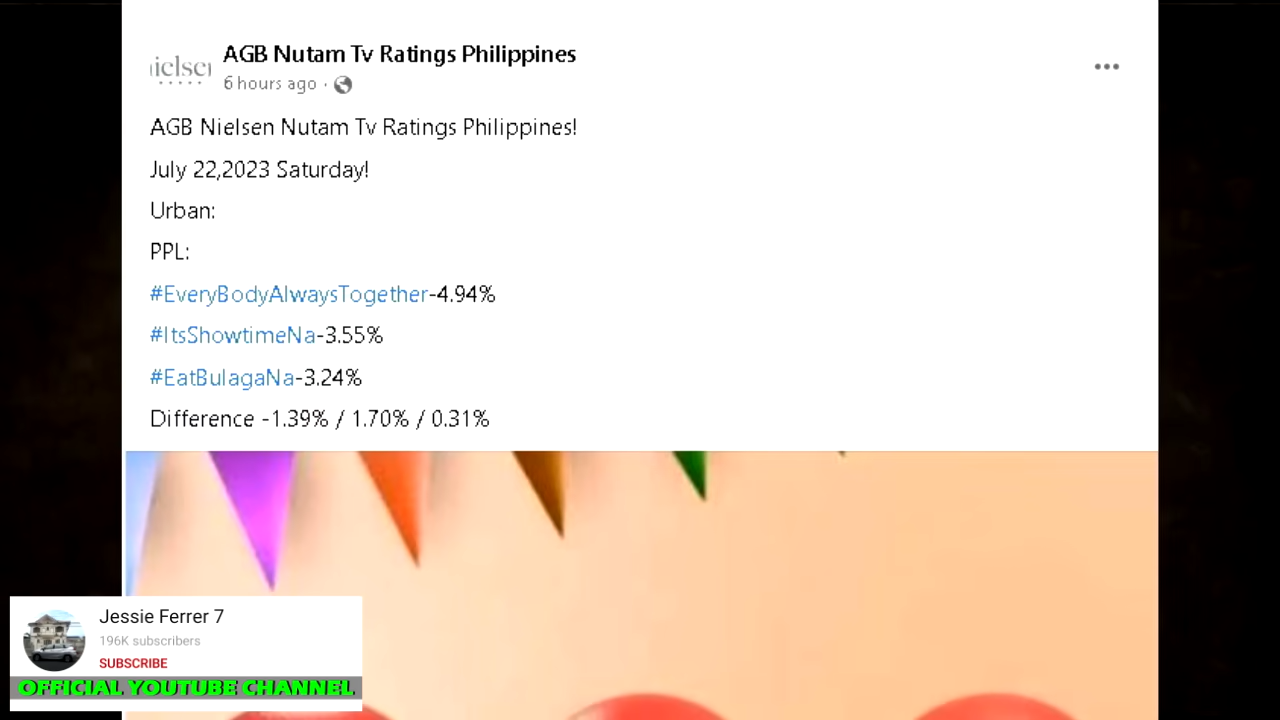 nielsen
AGB Nutam Tv Ratings Philippines
6 hours ago ·
AGB Nielsen Nutam Tv Ratings Philippines!
July 22,2023 Saturday!
Urban:
PPL:
#EveryBodyAlwaysTogether-4.94%
#ItsShowtimeNa-3.55%
#EatBulagaNa-3.24%
Difference -1.39% / 1.70% / 0.31%
Jessie Ferrer 7
196K subscribers
SUBSCRIBE
OFFICIAL YOUTUBE CHANNEL